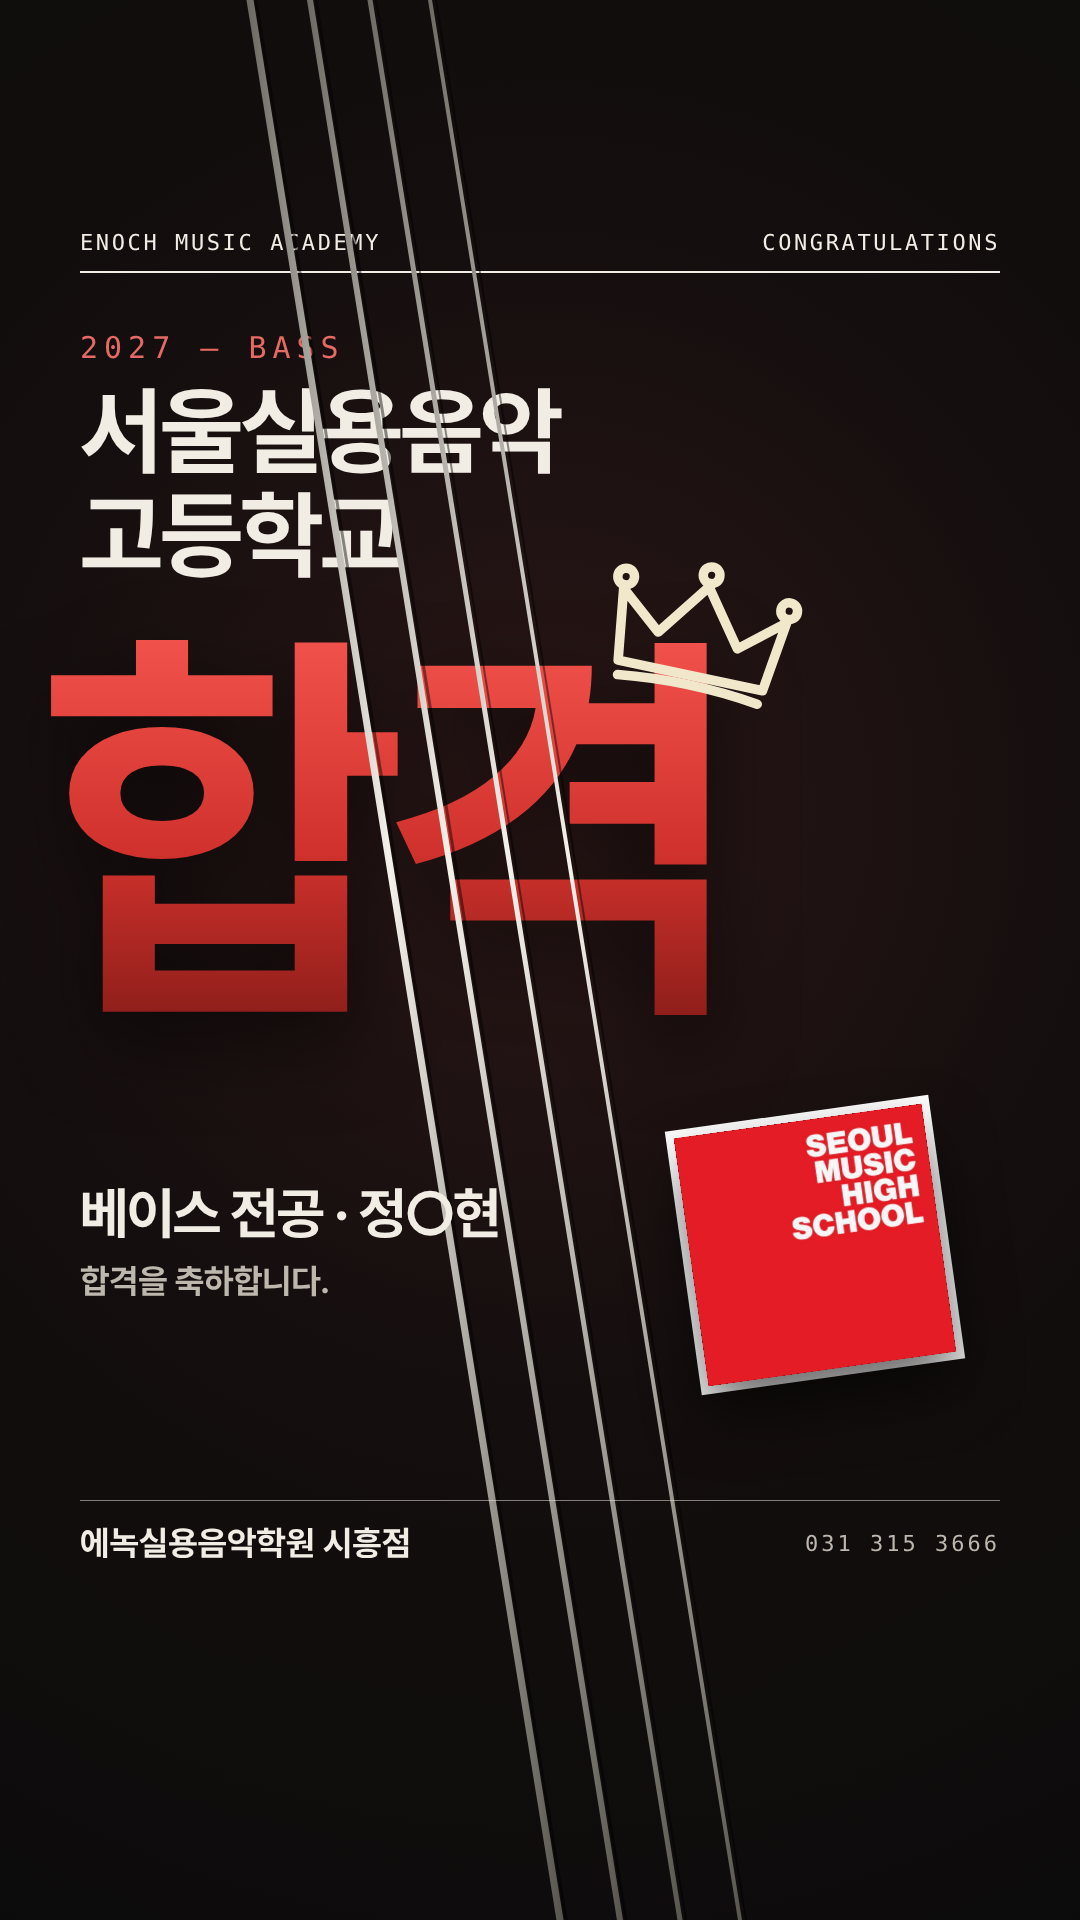 ENOCH MUSIC ACADEMY
CONGRATULATIONS
2027 — BASS
서울실용음악
고등학교
합격
SEOUL
MUSIC
HIGH
SCHOOL
베이스 전공 · 정○현
합격을 축하합니다.
에녹실용음악학원 시흥점
031 315 3666